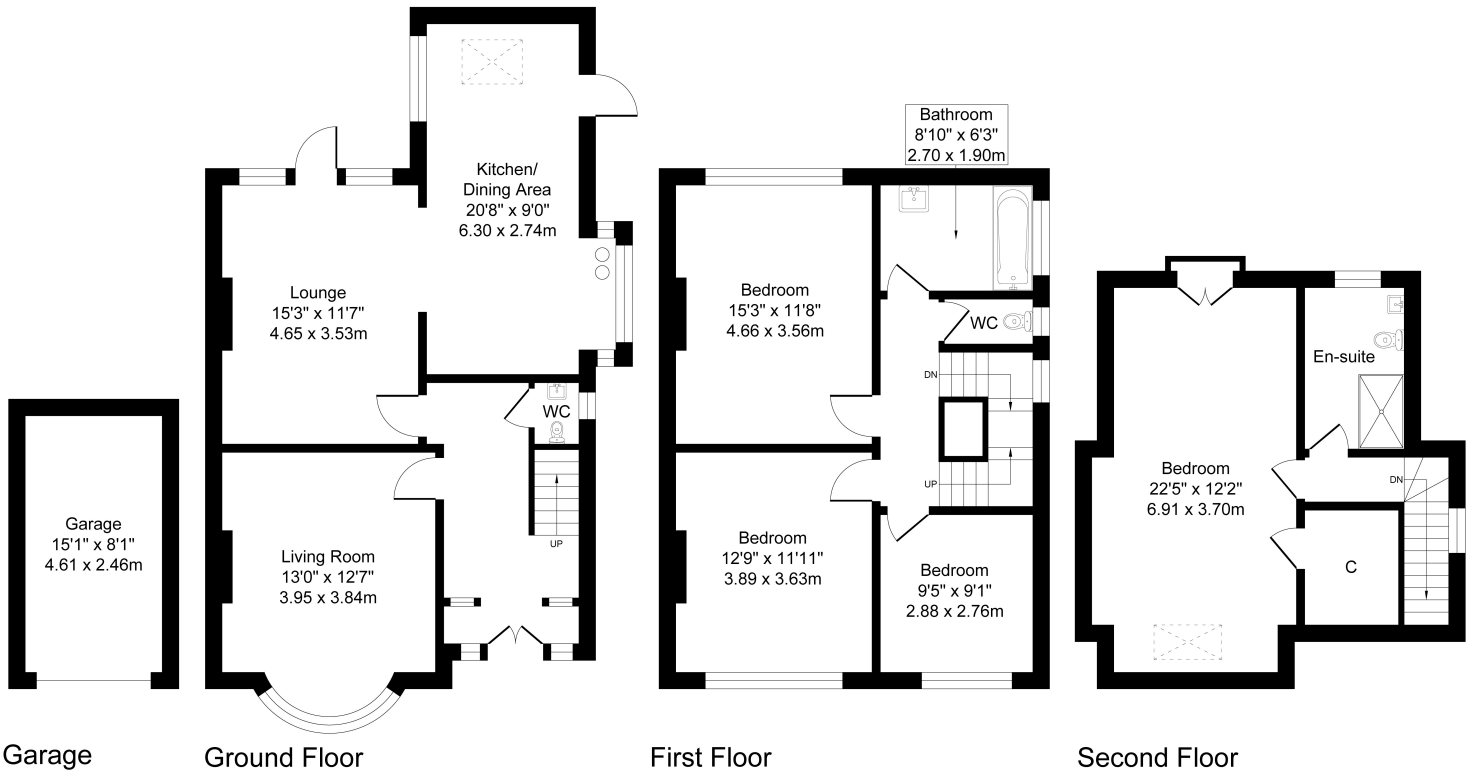 Garage
15'1" x 8'1"
4.61 x 2.46m
Garage
Kitchen/
Dining Area
20'8" x 9'0"
6.30 x 2.74m
Lounge
15'3" x 11'7"
4.65 x 3.53m
WC
UP
Living Room
13'0" x 12'7"
3.95 x 3.84m
Ground Floor
Bathroom
8'10" x 6'3"
2.70 x 1.90m
Bedroom
15'3" x 11'8"
4.66 x 3.56m
WC
DN
UP
Bedroom
12'9" x 11'11"
3.89 x 3.63m
Bedroom
9'5" x 9'1"
2.88 x 2.76m
First Floor
En-suite
Bedroom
22'5" x 12'2"
6.91 x 3.70m
DN
C
Second Floor